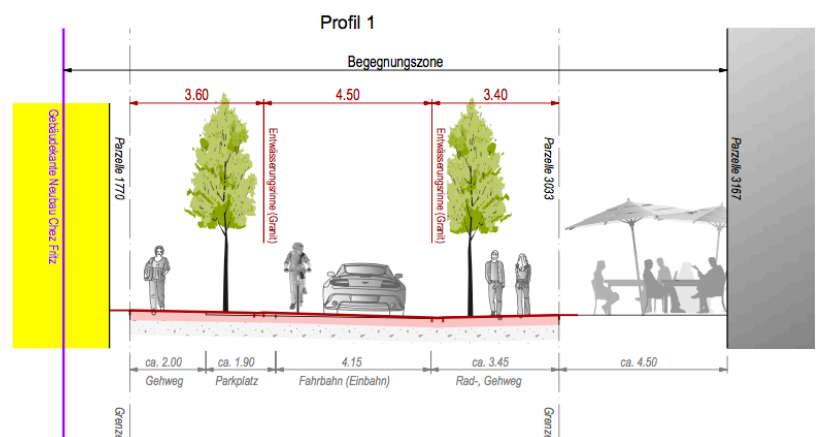 Profil 1
Begegnungszone
3.60
4.50
3.40
Gebäudekante Neubau Chez Fritz
Parzelle 1770
Entwässerungsrinne (Granit)
Entwässerungsrinne (Granit)
Parzelle 3033
Parzelle 3167
ca. 2.00
ca. 1.90
4.15
ca. 3.45
ca. 4.50
Gehweg
Parkplatz
Fahrbahn (Einbahn)
Rad-, Gehweg
Grenze
Grenze